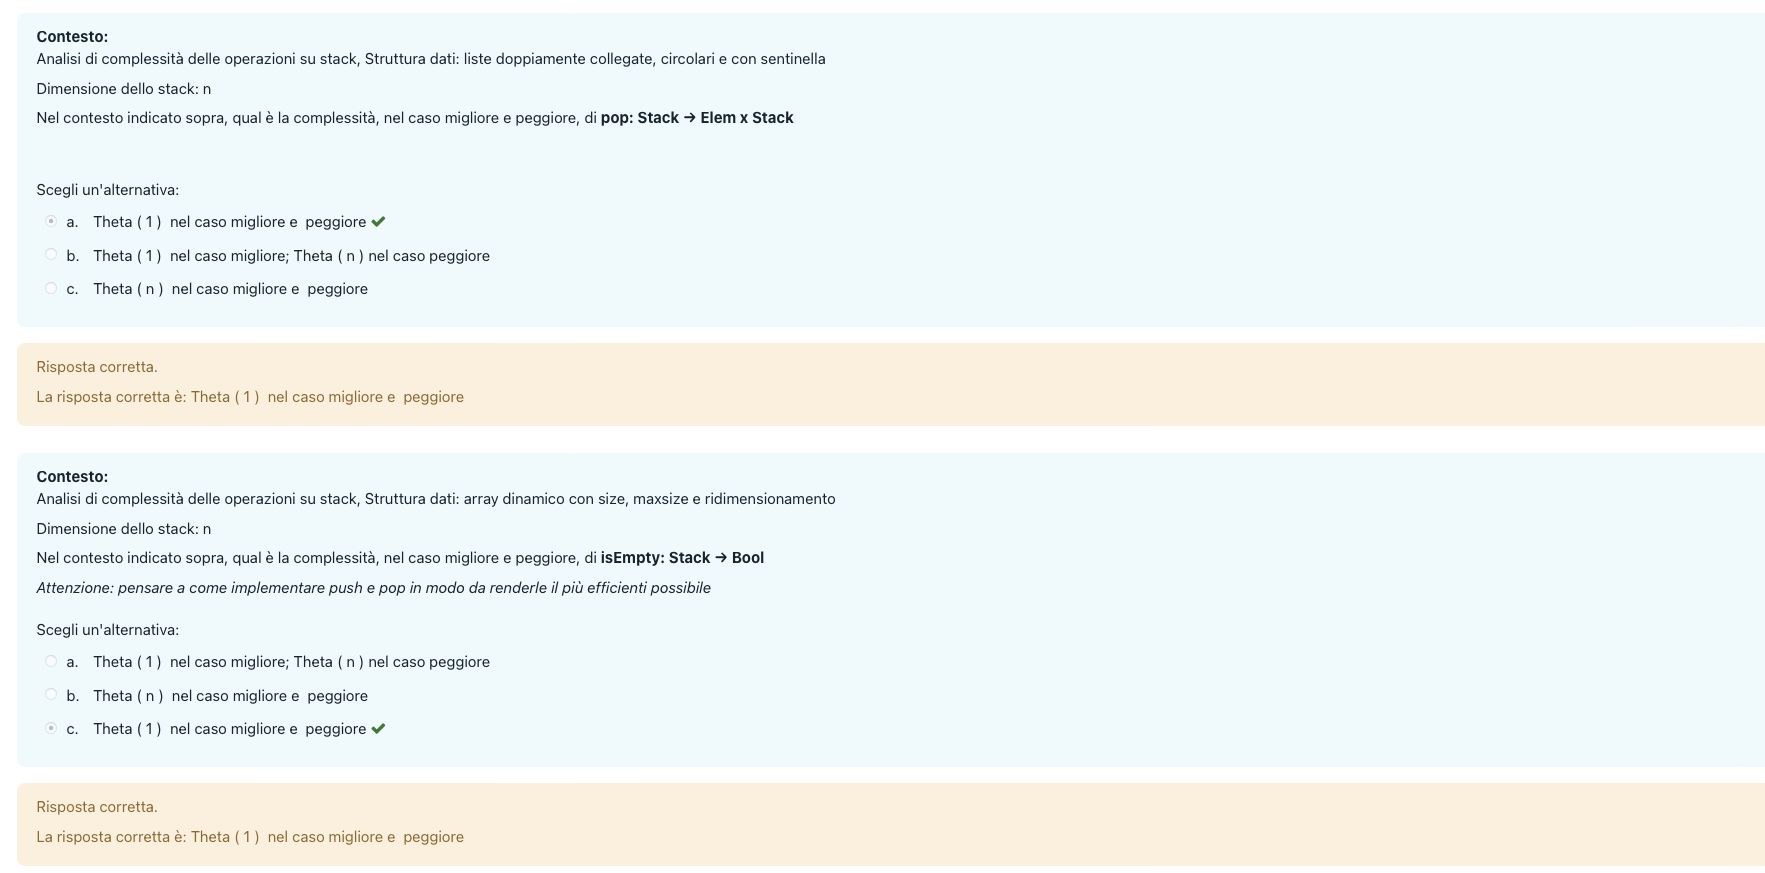 Contesto:
Analisi di complessità delle operazioni su stack, Struttura dati: liste doppiamente collegate, circolari e con sentinella
Dimensione dello stack: n
Nel contesto indicato sopra, qual è la complessità, nel caso migliore e peggiore, di pop: Stack → Elem x Stack
Scegli un'alternativa:
a. Theta ( 1 ) nel caso migliore e peggiore ✔
b. Theta ( 1 ) nel caso migliore; Theta ( n ) nel caso peggiore
c. Theta ( n ) nel caso migliore e peggiore
Risposta corretta.
La risposta corretta è: Theta ( 1 ) nel caso migliore e peggiore
Contesto:
Analisi di complessità delle operazioni su stack, Struttura dati: array dinamico con size, maxsize e ridimensionamento
Dimensione dello stack: n
Nel contesto indicato sopra, qual è la complessità, nel caso migliore e peggiore, di isEmpty: Stack → Bool
Attenzione: pensare a come implementare push e pop in modo da renderle il più efficienti possibile
Scegli un'alternativa:
a. Theta ( 1 ) nel caso migliore; Theta ( n ) nel caso peggiore
b. Theta ( n ) nel caso migliore e peggiore
c. Theta ( 1 ) nel caso migliore e peggiore ✔
Risposta corretta.
La risposta corretta è: Theta ( 1 ) nel caso migliore e peggiore